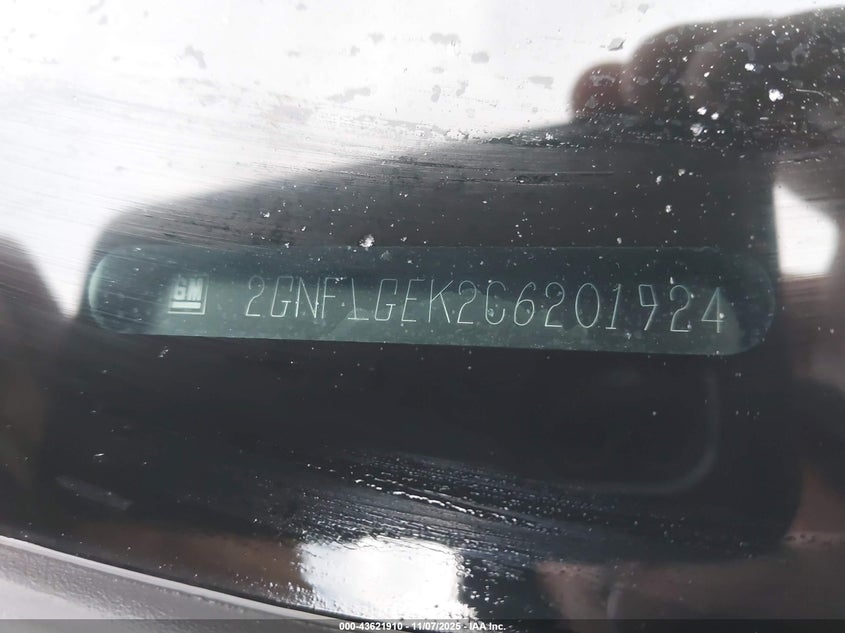 GM 2GNFLGEK2C6201924
000-43621910 - 11/07/2025 - IAA Inc.